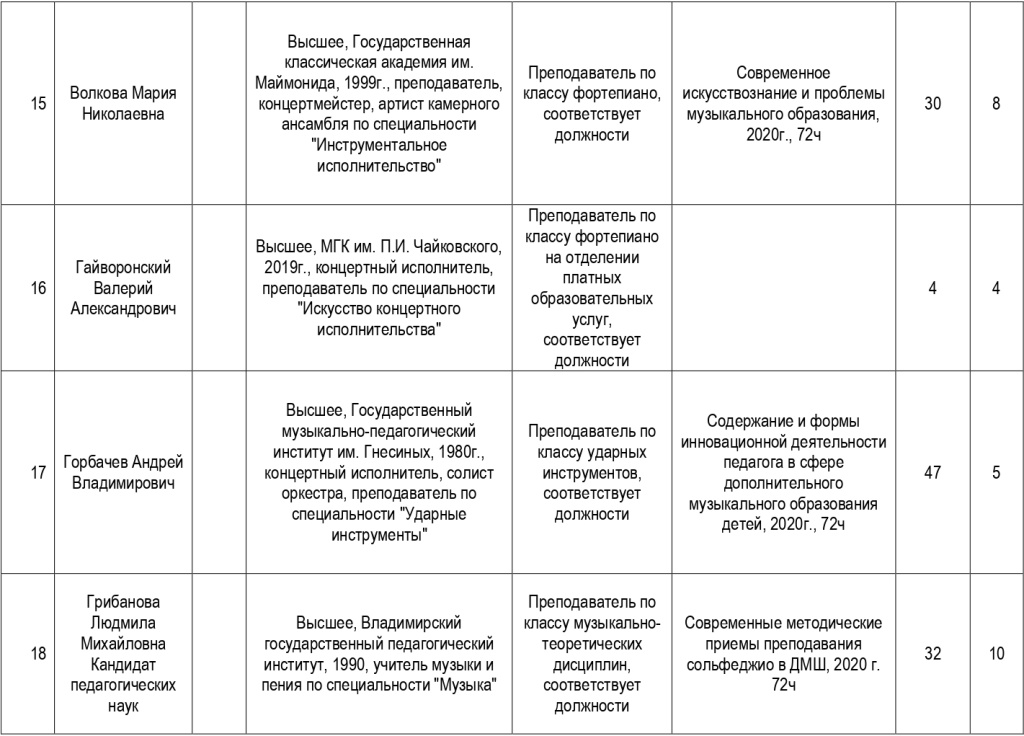 15
Волкова Мария
Николаевна
Высшее, Государственная
классическая академия им.
Маймонида, 1999г., преподаватель,
концертмейстер, артист камерного
ансамбля по специальности
"Инструментальное
исполнительство"
Преподаватель по
классу фортепиано,
соответствует
должности
Современное
искусствознание и проблемы
музыкального образования,
2020г., 72ч
30
8
16
Гайворонский
Валерий
Александрович
Высшее, МГК им. П.И. Чайковского,
2019г., концертный исполнитель,
преподаватель по специальности
"Искусство концертного
исполнительства"
Преподаватель по
классу фортепиано
на отделении
платных
образовательных
услуг,
соответствует
должности
4
4
17
Горбачев Андрей
Владимирович
Высшее, Государственный
музыкально-педагогический
институт им. Гнесиных, 1980г.,
концертный исполнитель, солист
оркестра, преподаватель по
специальности "Ударные
инструменты"
Преподаватель по
классу ударных
инструментов,
соответствует
должности
Содержание и формы
инновационной деятельности
педагога в сфере
дополнительного
музыкального образования
детей, 2020г., 72ч
47
5
18
Грибанова
Людмила
Михайловна
Кандидат
педагогических
наук
Высшее, Владимирский
государственный педагогический
институт, 1990, учитель музыки и
пения по специальности "Музыка"
Преподаватель по
классу музыкально-
теоретических
дисциплин,
соответствует
должности
Современные методические
приемы преподавания
сольфеджио в ДМШ, 2020 г.
72ч
32
10